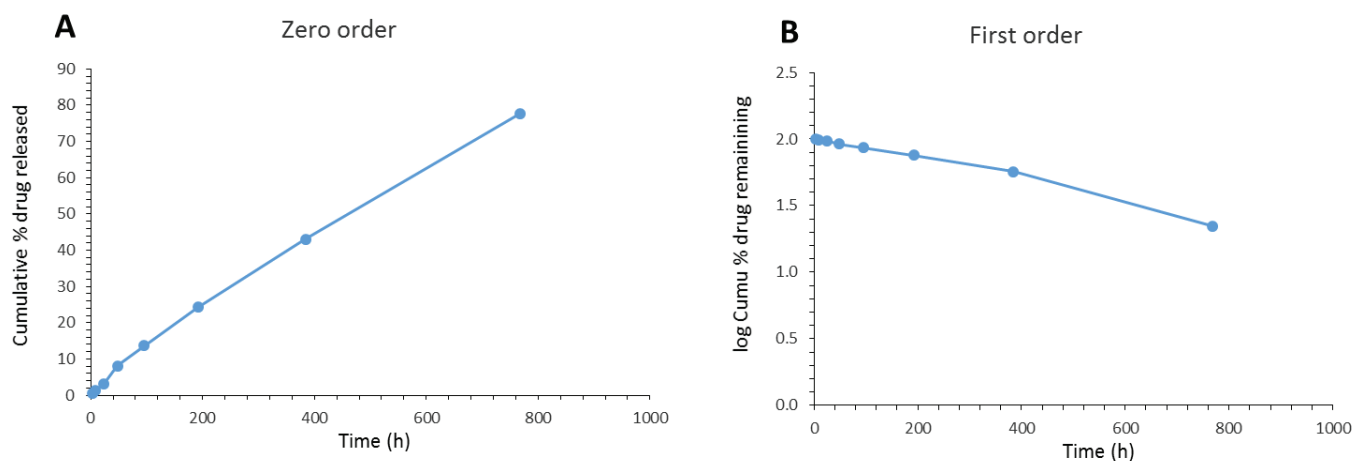 A
Zero order
Cumulative % drug released
90
80
70
60
50
40
30
20
10
0
0 200 400 600 800 1000
Time (h)
B
First order
log Cumu % drug remaining
2.5
2.0
1.5
1.0
0.5
0.0
0 200 400 600 800 1000
Time (h)